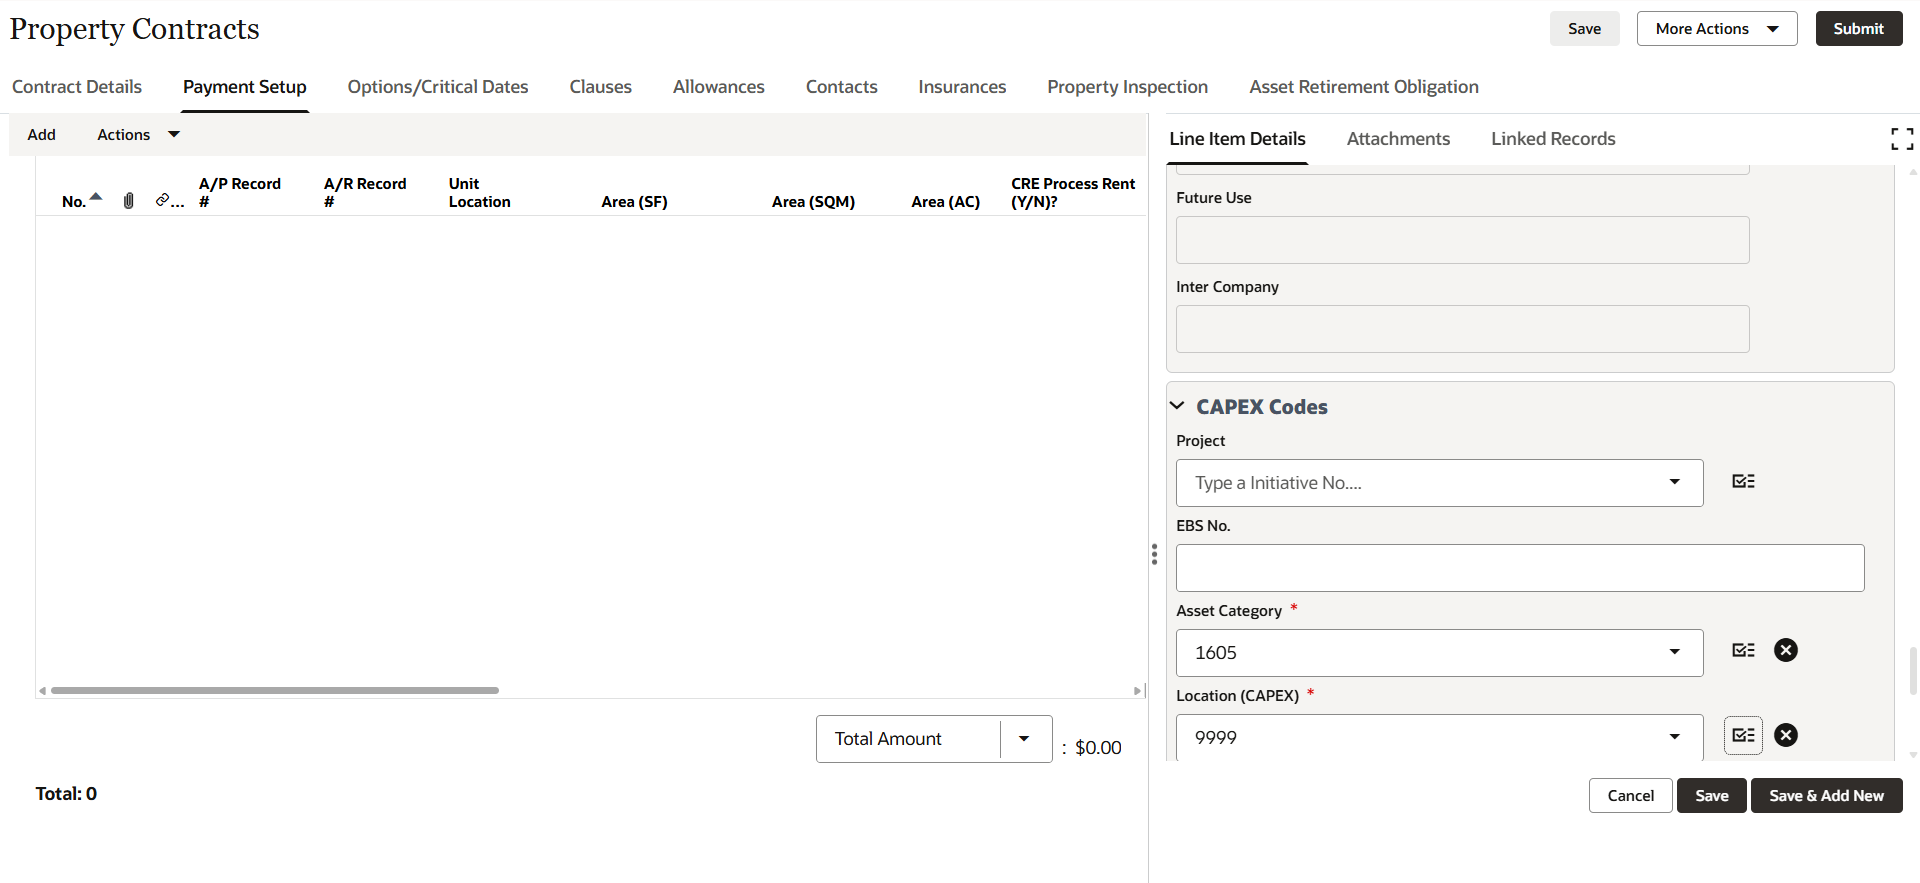 Property Contracts
Save
More Actions
Submit
Contract Details
Payment Setup
Options/Critical Dates
Clauses
Allowances
Contacts
Insurances
Property Inspection
Asset Retirement Obligation
Add
Actions
No.
...
A/P Record
#
A/R Record
#
Unit
Location
Area (SF)
Area (SQM)
Area (AC)
CRE Process Rent
(Y/N)?
Total Amount
: $0.00
Total: 0
Line Item Details
Attachments
Linked Records
Future Use
Inter Company
CAPEX Codes
Project
Type a Initiative No....
EBS No.
Asset Category *
1605
Location (CAPEX) *
9999
Cancel
Save
Save & Add New